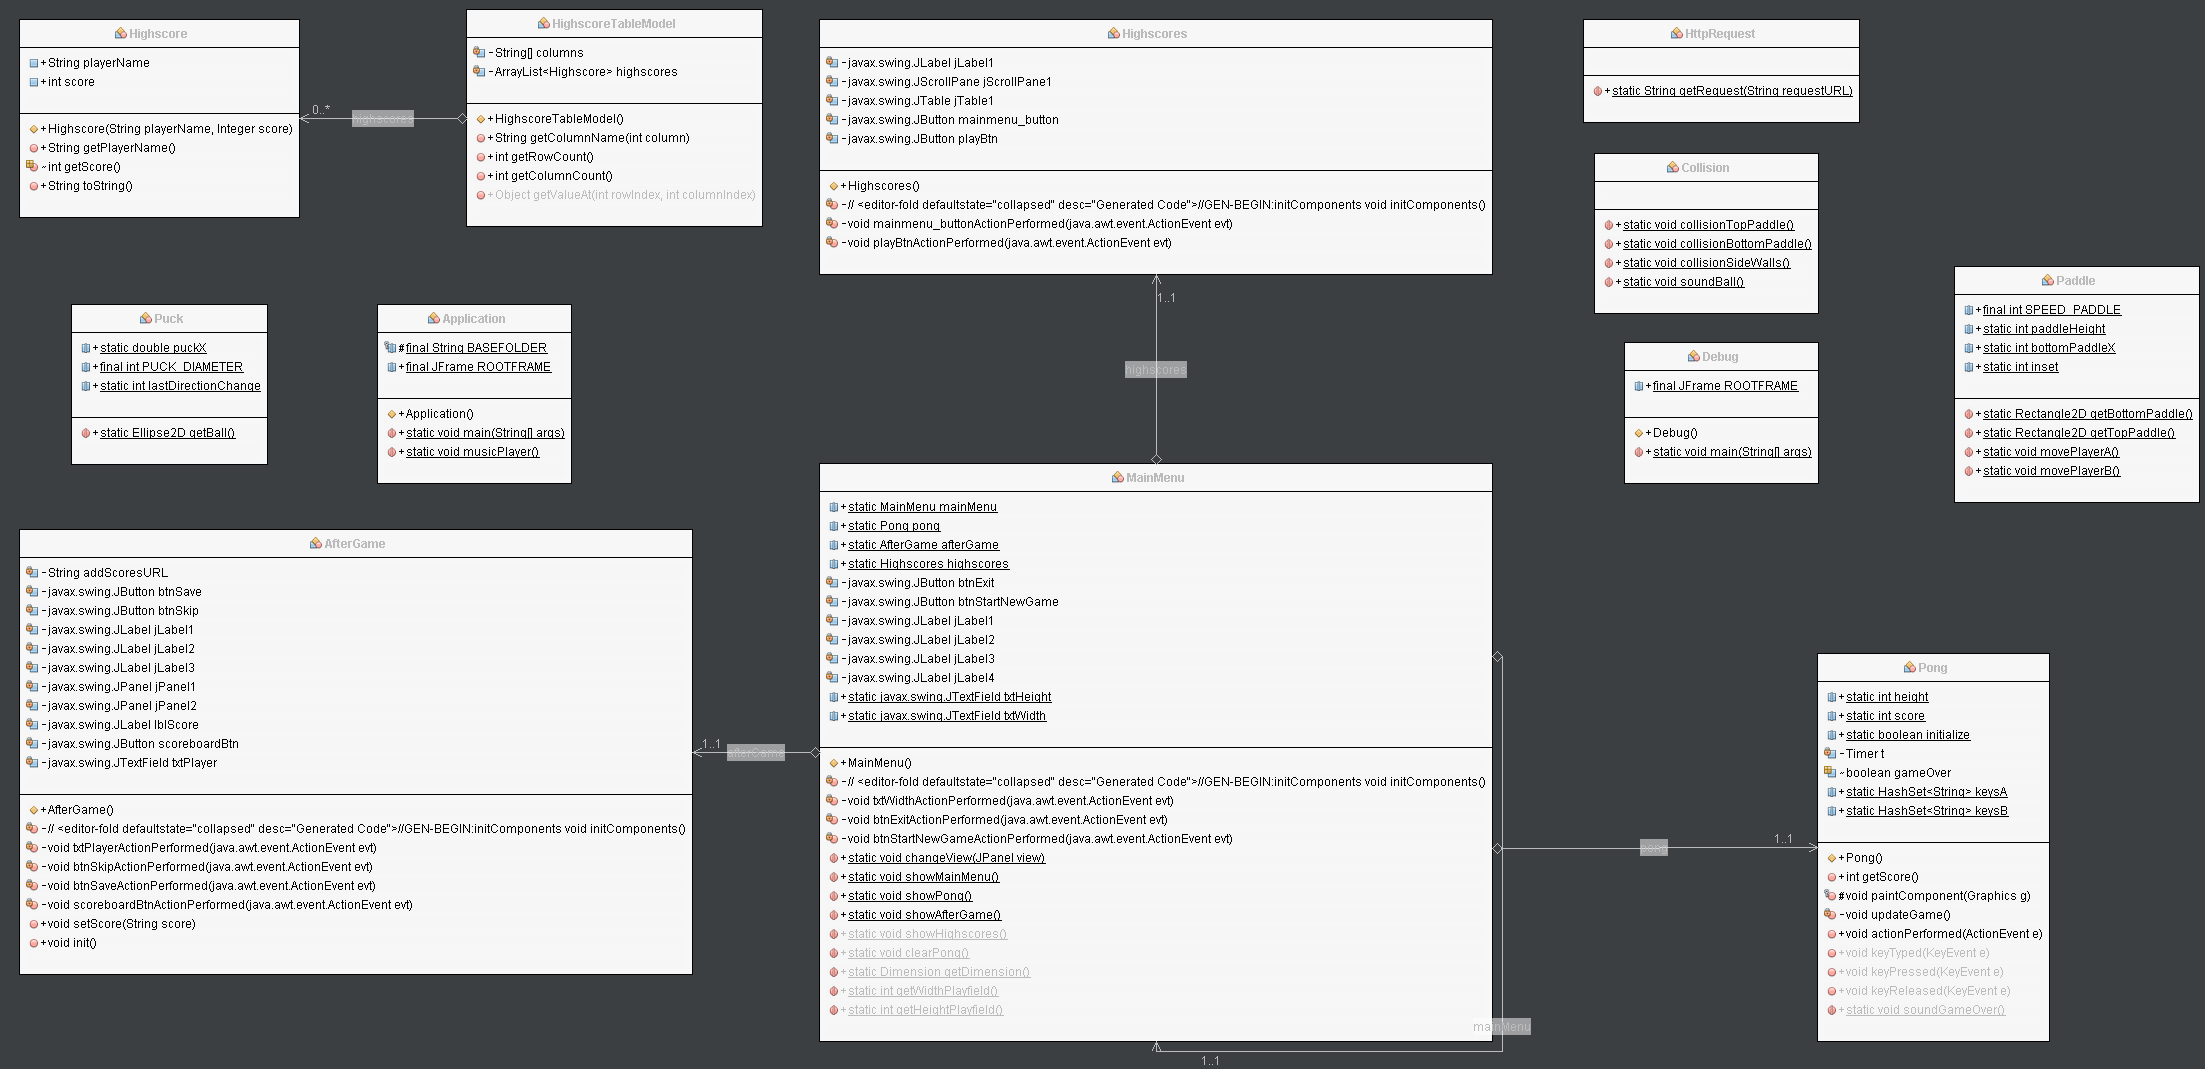 Highscore
+String playerName
+int score
+Highscore(String playerName, Integer score)
+String getPlayerName()
~int getScore()
+String toString()
0..*
highscores
HighscoreTableModel
-String[] columns
-ArrayList<Highscore> highscores
+HighscoreTableModel()
+String getColumnName(int column)
+int getRowCount()
+int getColumnCount()
+Object getValueAt(int rowIndex, int columnIndex)
Highscores
-javax.swing.JLabel jLabel1
-javax.swing.JScrollPane jScrollPane1
-javax.swing.JTable jTable1
-javax.swing.JButton mainmenu_button
-javax.swing.JButton playBtn
+Highscores()
-// <editor-fold defaultstate="collapsed" desc="Generated Code">//GEN-BEGIN:initComponents void initComponents()
-void mainmenu_buttonActionPerformed(java.awt.event.ActionEvent evt)
-void playBtnActionPerformed(java.awt.event.ActionEvent evt)
HttpRequest
+static String getRequest(String requestURL)
Collision
+static void collisionTopPaddle()
+static void collisionBottomPaddle()
+static void collisionSideWalls()
+static void soundBall()
Paddle
+final int SPEED_PADDLE
+static int paddleHeight
+static int bottomPaddleX
+static int inset
+static Rectangle2D getBottomPaddle()
+static Rectangle2D getTopPaddle()
+static void movePlayerA()
+static void movePlayerB()
Puck
+static double puckX
+final int PUCK_DIAMETER
+static int lastDirectionChange
+static Ellipse2D getBall()
Application
#final String BASEFOLDER
+final JFrame ROOTFRAME
+Application()
+static void main(String[] args)
+static void musicPlayer()
1..1
highscores
Debug
+final JFrame ROOTFRAME
+Debug()
+static void main(String[] args)
AfterGame
-String addScoresURL
-javax.swing.JButton btnSave
-javax.swing.JButton btnSkip
-javax.swing.JLabel jLabel1
-javax.swing.JLabel jLabel2
-javax.swing.JLabel jLabel3
-javax.swing.JPanel jPanel1
-javax.swing.JPanel jPanel2
-javax.swing.JLabel lblScore
-javax.swing.JButton scoreboardBtn
-javax.swing.JTextField txtPlayer
+AfterGame()
-// <editor-fold defaultstate="collapsed" desc="Generated Code">//GEN-BEGIN:initComponents void initComponents()
-void txtPlayerActionPerformed(java.awt.event.ActionEvent evt)
-void btnSkipActionPerformed(java.awt.event.ActionEvent evt)
-void btnSaveActionPerformed(java.awt.event.ActionEvent evt)
-void scoreboardBtnActionPerformed(java.awt.event.ActionEvent evt)
+void setScore(String score)
+void init()
1..1
afterGame
MainMenu
+static MainMenu mainMenu
+static Pong pong
+static AfterGame afterGame
+static Highscores highscores
-javax.swing.JButton btnExit
-javax.swing.JButton btnStartNewGame
-javax.swing.JLabel jLabel1
-javax.swing.JLabel jLabel2
-javax.swing.JLabel jLabel3
-javax.swing.JLabel jLabel4
+static javax.swing.JTextField txtHeight
+static javax.swing.JTextField txtWidth
+MainMenu()
-// <editor-fold defaultstate="collapsed" desc="Generated Code">//GEN-BEGIN:initComponents void initComponents()
-void txtWidthActionPerformed(java.awt.event.ActionEvent evt)
-void btnExitActionPerformed(java.awt.event.ActionEvent evt)
-void btnStartNewGameActionPerformed(java.awt.event.ActionEvent evt)
+static void changeView(JPanel view)
+static void showMainMenu()
+static void showPong()
+static void showAfterGame()
+static void showHighscores()
+static void clearPong()
+static Dimension getDimension()
+static int getWidthPlayfield()
+static int getHeightPlayfield()
mainMenu
1..1
pong
1..1
Pong
+static int height
+static int score
+static boolean initialize
-Timer t
~boolean gameOver
+static HashSet<String> keysA
+static HashSet<String> keysB
+Pong()
+int getScore()
#void paintComponent(Graphics g)
-void updateGame()
+void actionPerformed(ActionEvent e)
+void keyTyped(KeyEvent e)
+void keyPressed(KeyEvent e)
+void keyReleased(KeyEvent e)
+static void soundGameOver()